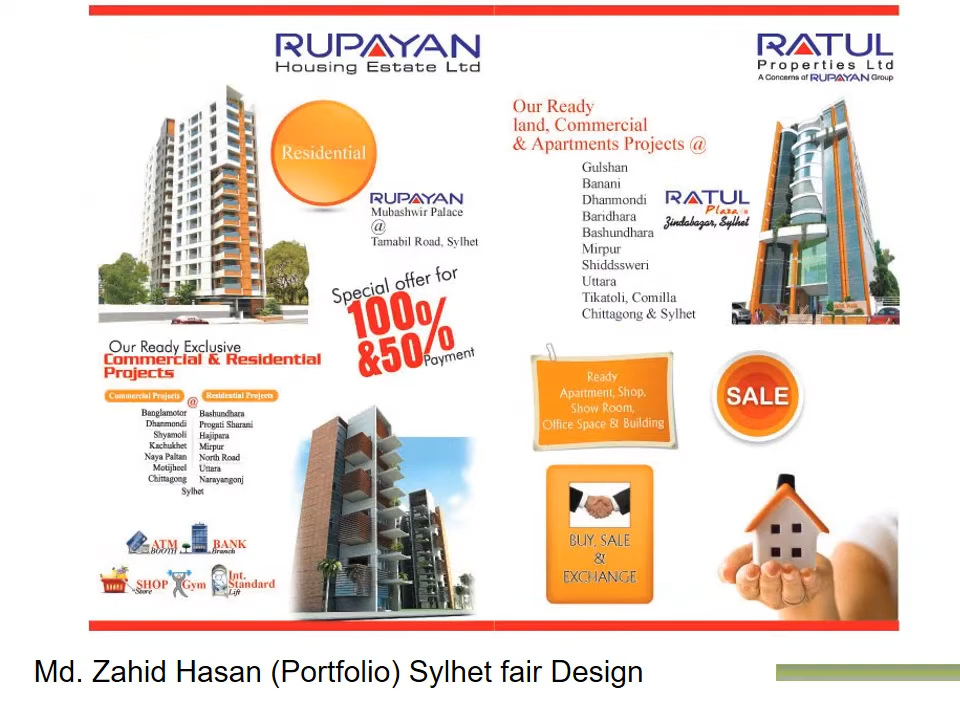 RUPAYAN
Housing Estate Ltd
Residential
RUPAYAN
Mubashwir Palace
@
Tamabil Road, Sylhet
Special offer for
100%
&50%
Payment
Our Ready Exclusive
Commercial & Residential
Projects
Commercial Projects @ Residential Projects
Banglamotor Bashundhara
Dhanmondi Progati Sharani
Shyamoli Hajipara
Kachukhet Mirpur
Naya Paltan North Road
Motijheel Uttara
Chittagong Narayangonj
Sylhet
ATM
BOOTH
BANK
Branch
SHOP
Store
Gym
Int.
Standard
Lift
RATUL
Properties Ltd
A Concerns of RUPAYAN Group
Our Ready
land, Commercial
& Apartments Projects @
Gulshan
Banani
Dhanmondi
Baridhara
Bashundhara
Mirpur
Shiddssweri
Uttara
Tikatoli, Comilla
Chittagong & Sylhet
RATUL
Plaza
Zindabazar, Sylhet
Ready
Apartment, Shop,
Show Room,
Office Space & Building
SALE
BUY, SALE
&
EXCHANGE
Md. Zahid Hasan (Portfolio) Sylhet fair Design